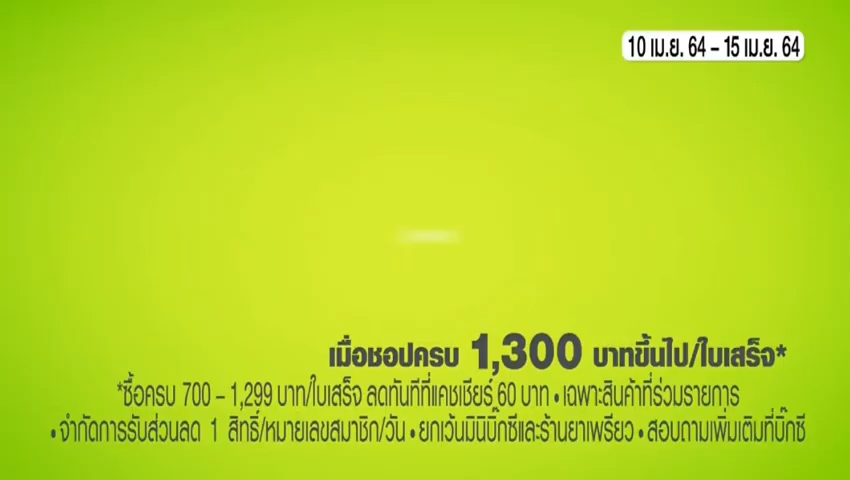 10 เม.ย. 64 – 15 เม.ย. 64
เมื่อชอปครบ 1,300 บาทขึ้นไป/ใบเสร็จ*
*ซื้อครบ 700 – 1,299 บาท/ใบเสร็จ ลดทันทีที่แคชเชียร์ 60 บาท • เฉพาะสินค้าที่ร่วมรายการ
• จำกัดการรับส่วนลด 1 สิทธิ์/หมายเลขสมาชิก/วัน • ยกเว้นมินิบิ๊กซีและร้านยาเพรียว • สอบถามเพิ่มเติมที่บิ๊กซี